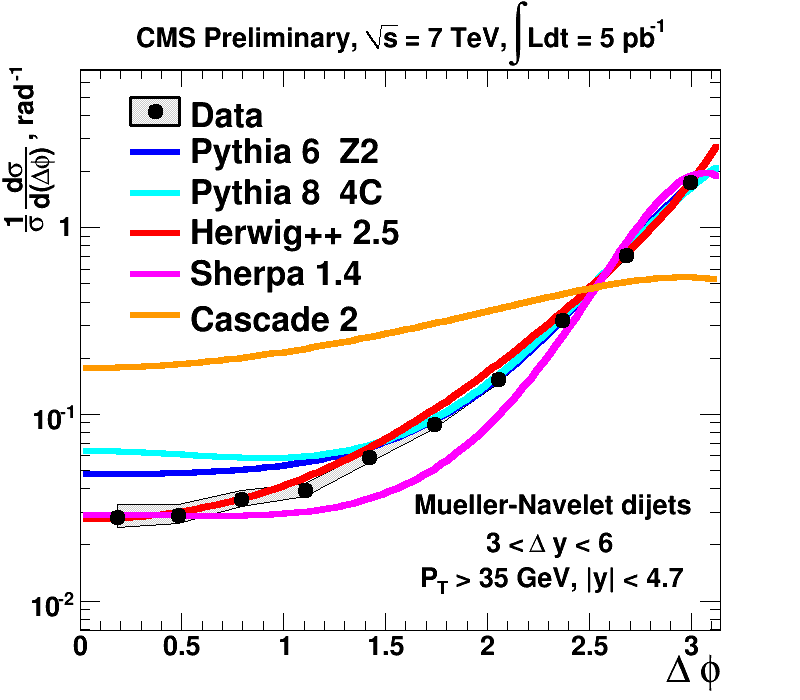 CMS Preliminary, √s = 7 TeV, ∫Ldt = 5 pb⁻¹
1/σ dσ/d(Δϕ), rad⁻¹
Data
Pythia 6 Z2
Pythia 8 4C
Herwig++ 2.5
Sherpa 1.4
Cascade 2
1
10⁻¹
10⁻²
Mueller-Navelet dijets
3 < Δ y < 6
P_T > 35 GeV, |y| < 4.7
0 0.5 1 1.5 2 2.5 3
Δ ϕ